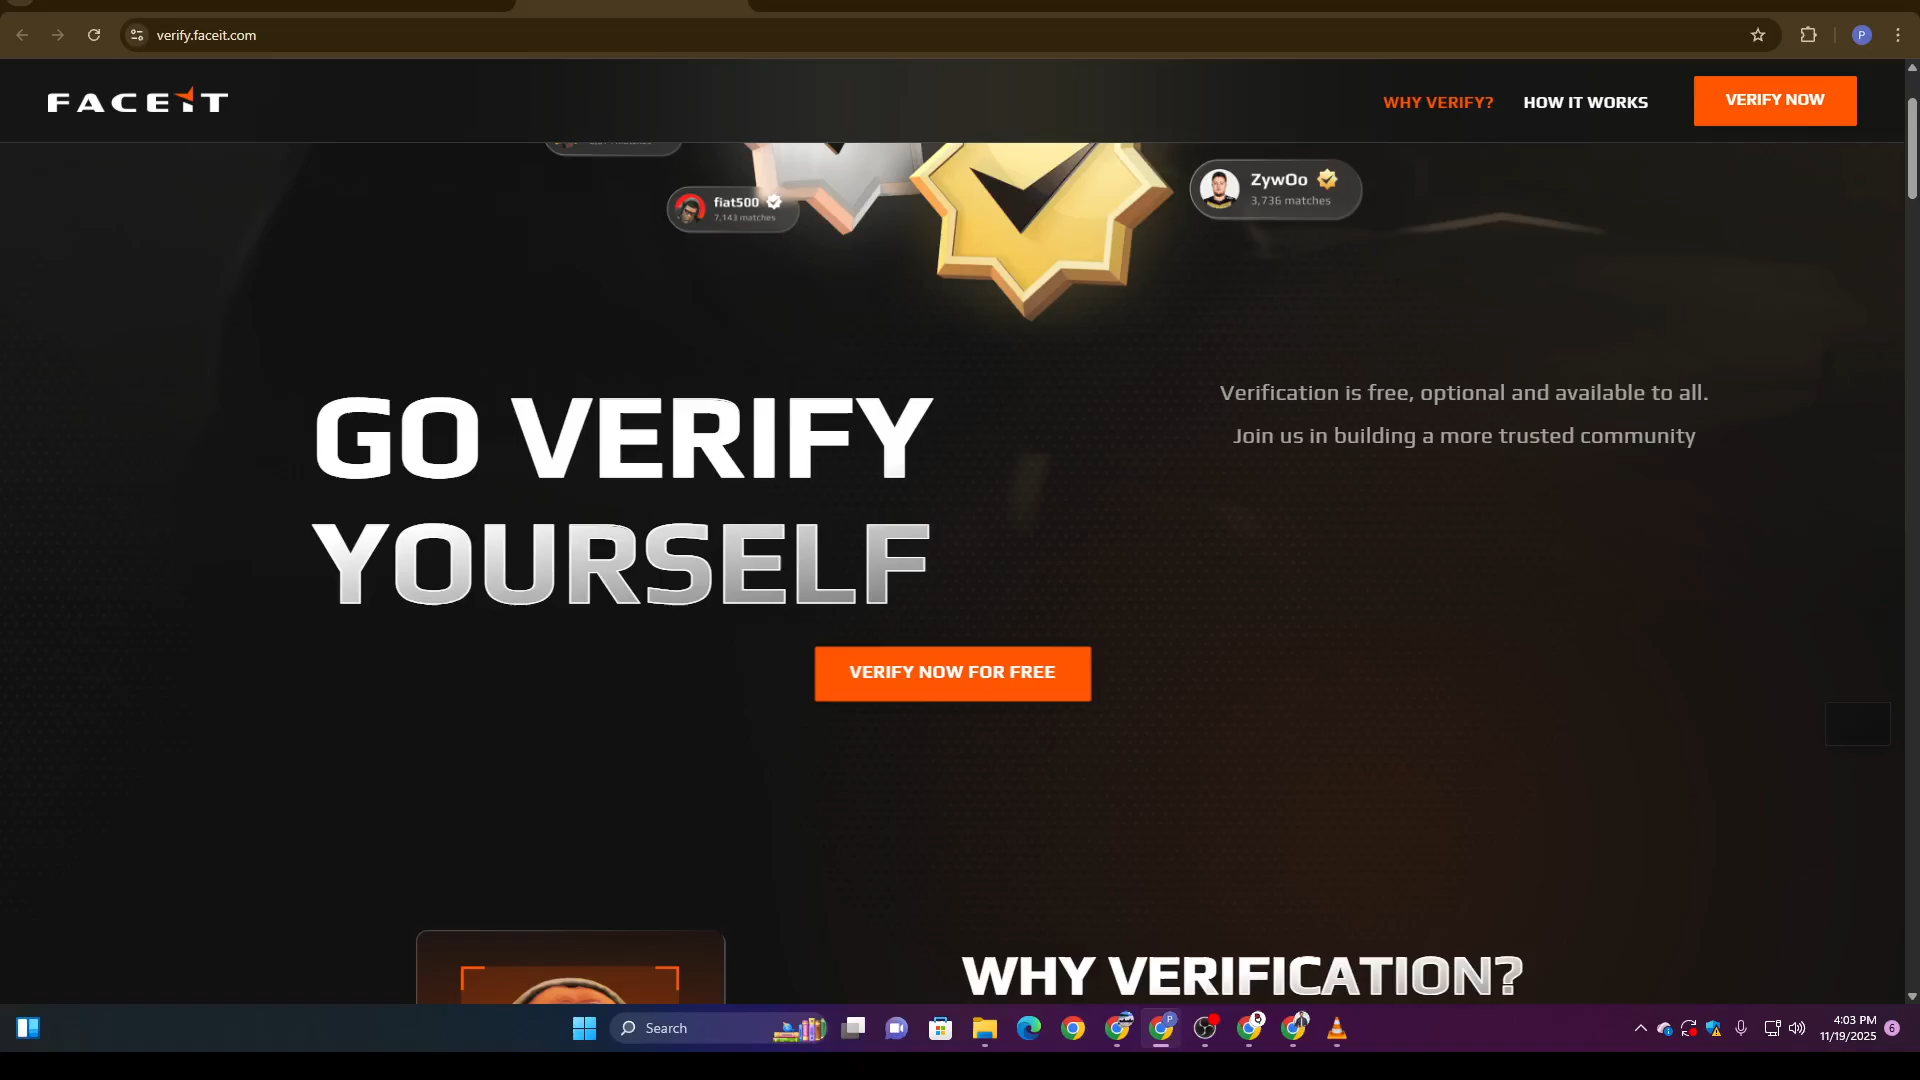 verify.faceit.com
P
FACEIT
WHY VERIFY?
HOW IT WORKS
VERIFY NOW
fiat500
7,143 matches
ZywOo
3,736 matches
GO VERIFY
YOURSELF
Verification is free, optional and available to all.
Join us in building a more trusted community
VERIFY NOW FOR FREE
WHY VERIFICATION?
Search
P
4:03 PM
11/19/2025
6